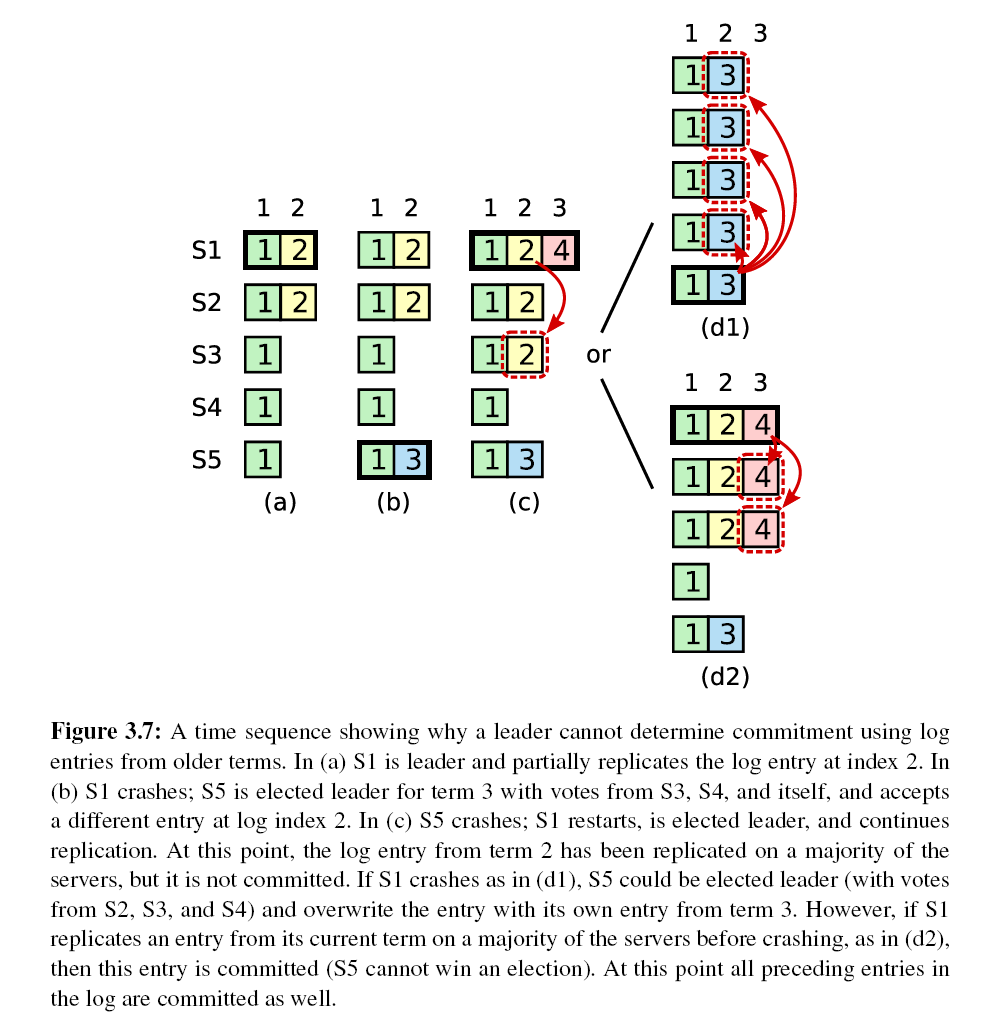 1 2 3
1 3
1 3
1 3
1 3
1 3
(d1)
1 2
1 2
1 2 3
S1 1 2 1 2 1 2 4
S2 1 2 1 2 1 2
S3 1 1 1 2
S4 1 1 1
S5 1 1 3 1 3
(a) (b) (c)
or
1 2 3
1 2 4
1 2 4
1 2 4
1
1 3
(d2)
Figure 3.7: A time sequence showing why a leader cannot determine commitment using log
entries from older terms. In (a) S1 is leader and partially replicates the log entry at index 2. In
(b) S1 crashes; S5 is elected leader for term 3 with votes from S3, S4, and itself, and accepts
a different entry at log index 2. In (c) S5 crashes; S1 restarts, is elected leader, and continues
replication. At this point, the log entry from term 2 has been replicated on a majority of the
servers, but it is not committed. If S1 crashes as in (d1), S5 could be elected leader (with votes
from S2, S3, and S4) and overwrite the entry with its own entry from term 3. However, if S1
replicates an entry from its current term on a majority of the servers before crashing, as in (d2),
then this entry is committed (S5 cannot win an election). At this point all preceding entries in
the log are committed as well.